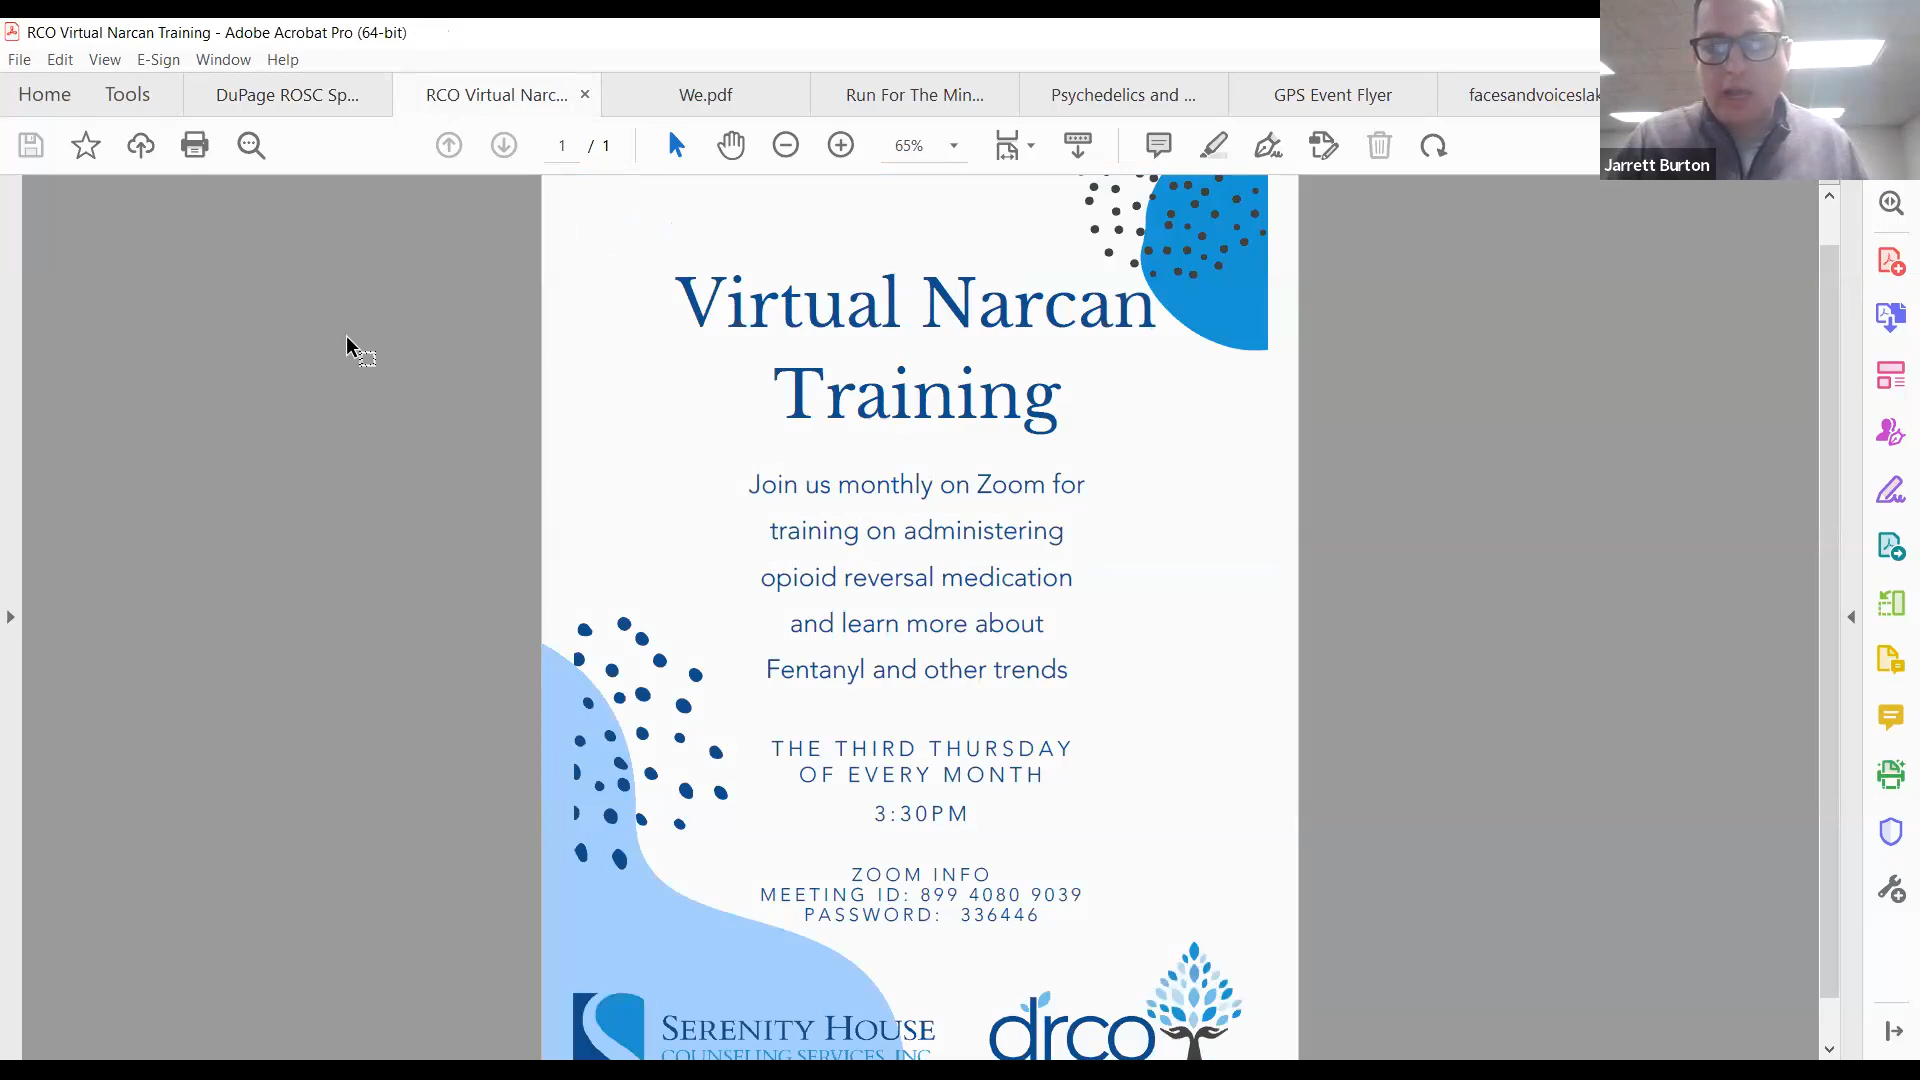 RCO Virtual Narcan Training - Adobe Acrobat Pro (64-bit)
File Edit View E-Sign Window Help
Home Tools DuPage ROSC Sp... RCO Virtual Narc... × We.pdf Run For The Min... Psychedelics and ... GPS Event Flyer facesandvoiceslak
1 / 1 65%
Jarrett Burton
Virtual Narcan
Training
Join us monthly on Zoom for
training on administering
opioid reversal medication
and learn more about
Fentanyl and other trends
THE THIRD THURSDAY
OF EVERY MONTH
3:30PM
ZOOM INFO
MEETING ID: 899 4080 9039
PASSWORD: 336446
SERENITY HOUSE
COUNSELING SERVICES, INC.
drco